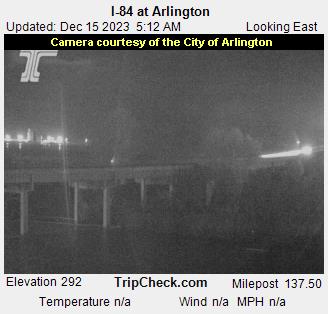 I-84 at Arlington
Updated: Dec 15 2023 5:12 AM Looking East
Camera courtesy of the City of Arlington
Elevation 292 TripCheck.com Milepost 137.50
Temperature n/a Wind n/a MPH n/a